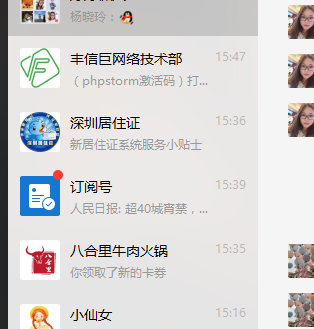 杨晓玲：
丰信巨网络技术部 15:47
（phpstorm激活码）打...
深圳居住证 15:36
新居住证系统服务小贴士
订阅号 15:39
人民日报: 超40城宵禁，...
八合里牛肉火锅 15:35
你领取了新的卡券
小仙女 15:16